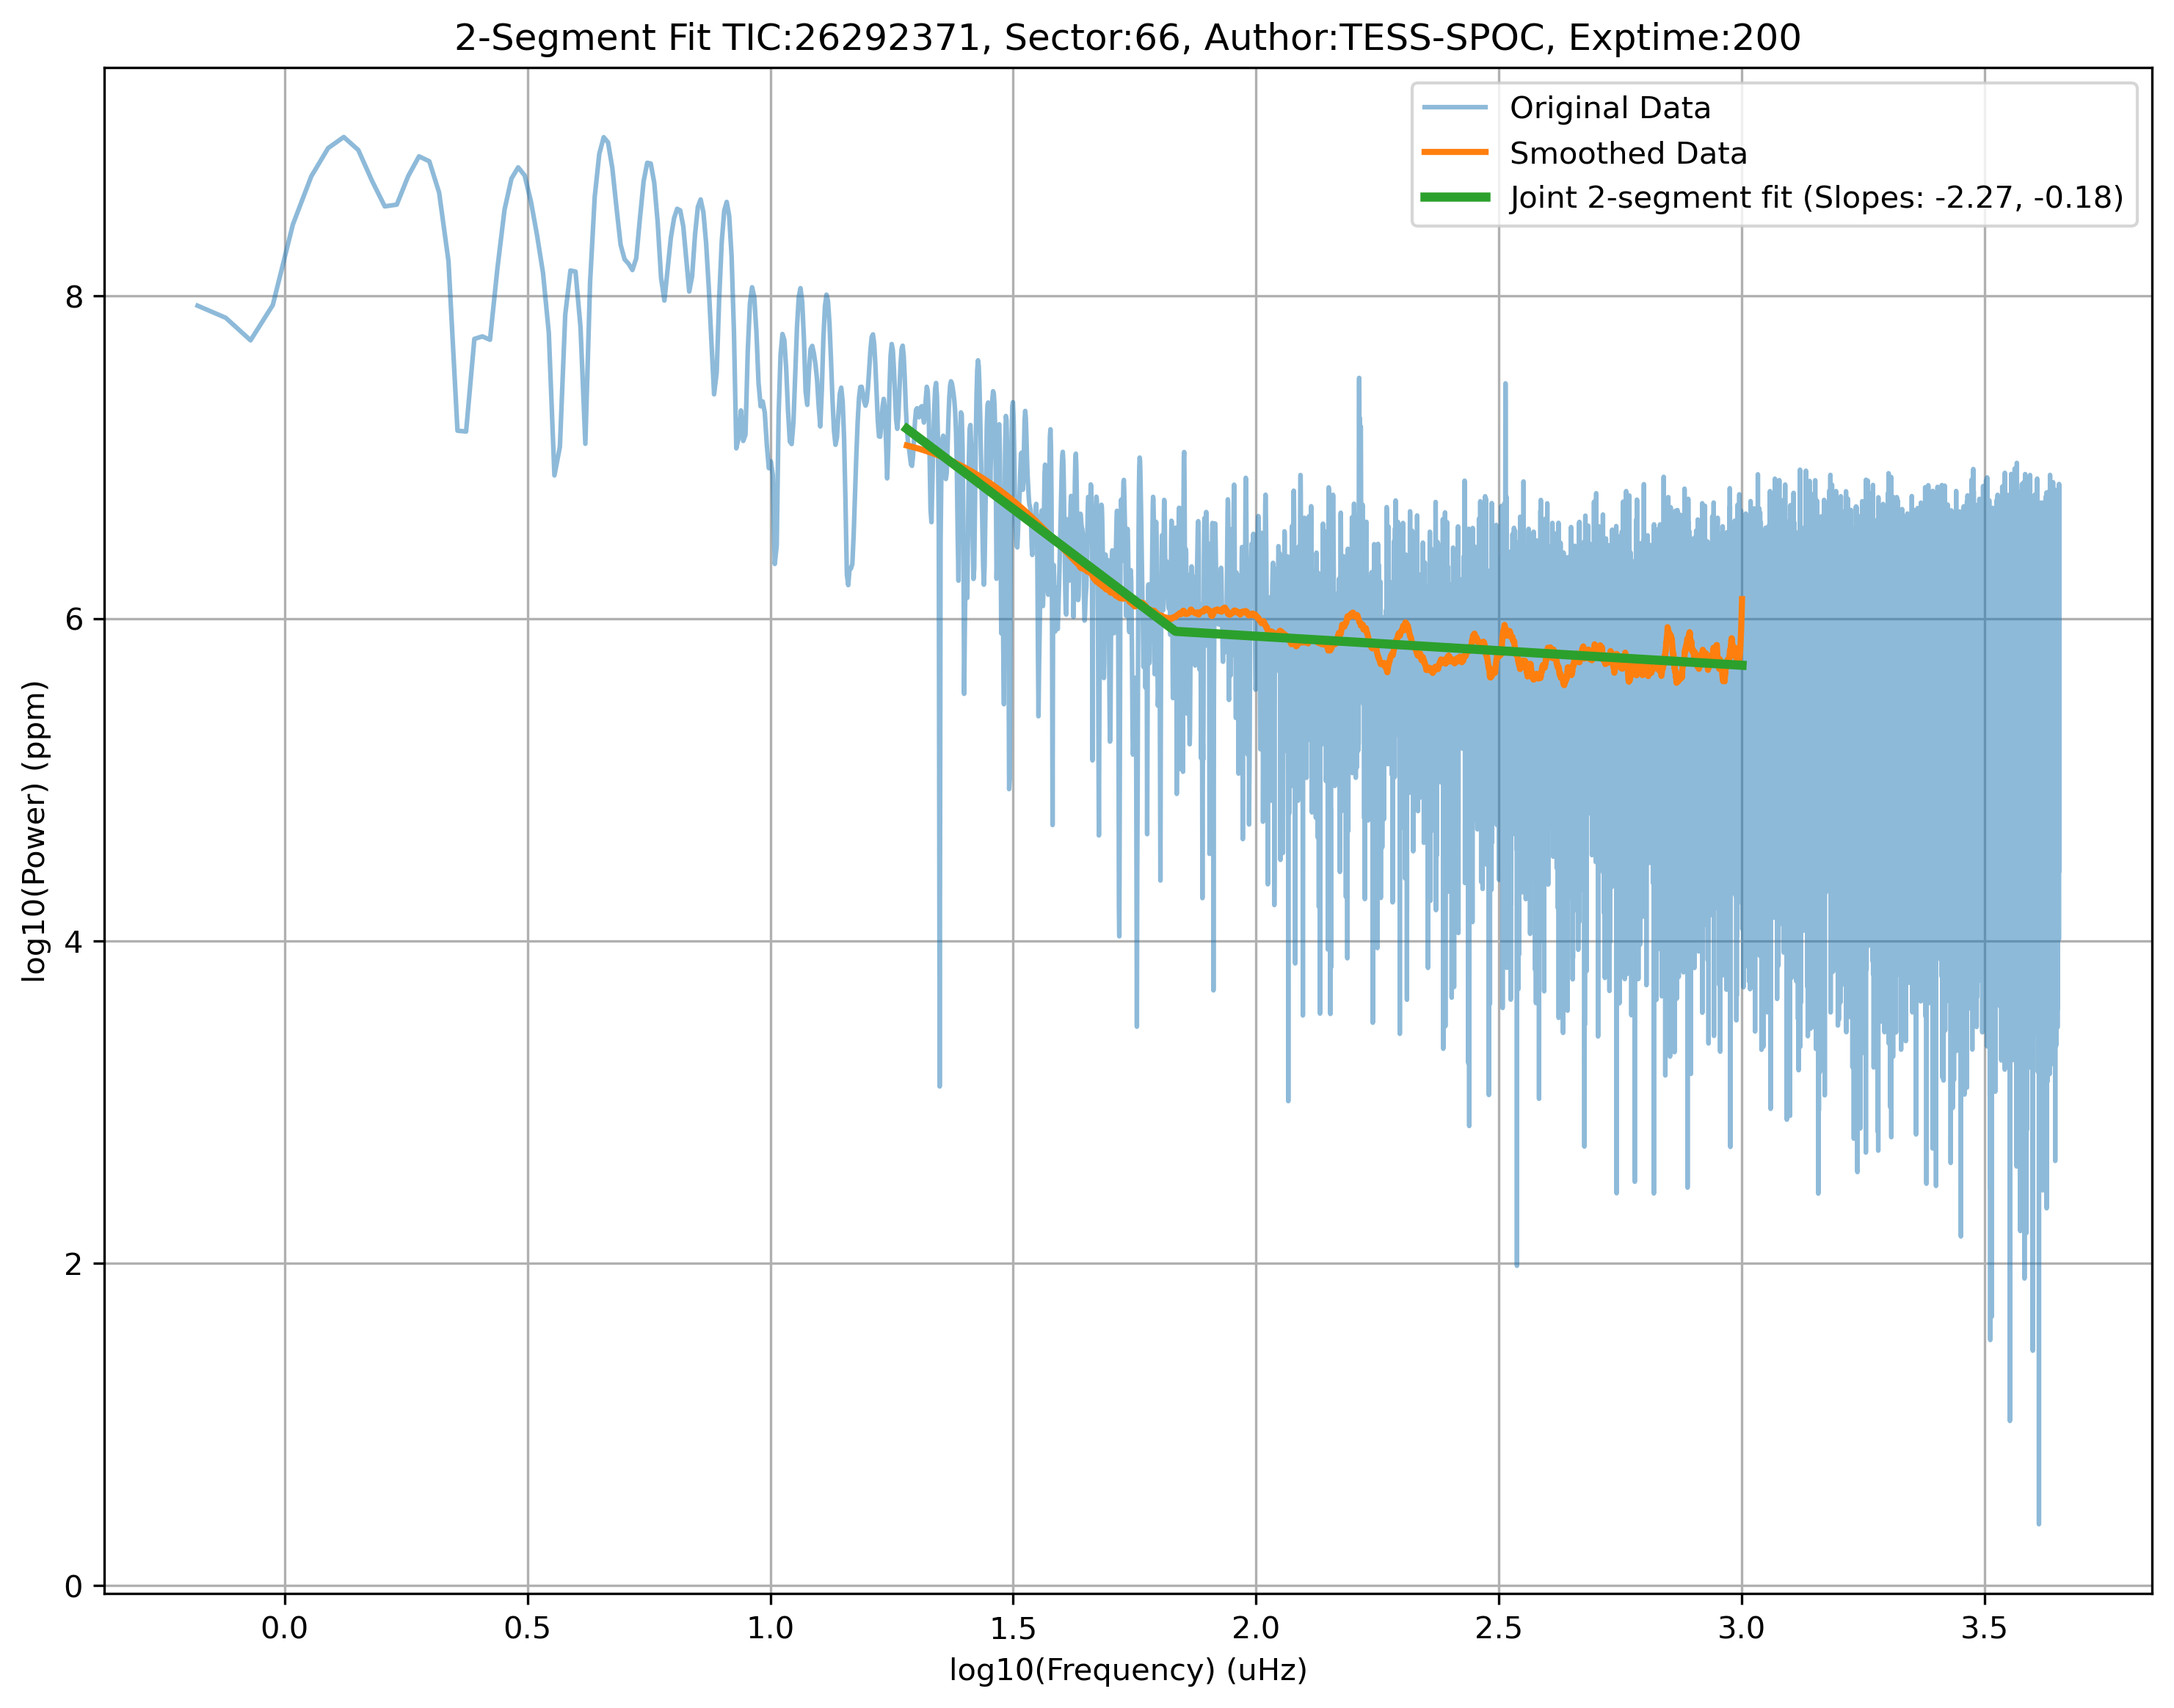 2-Segment Fit TIC:26292371, Sector:66, Author:TESS-SPOC, Exptime:200
Original Data
Smoothed Data
Joint 2-segment fit (Slopes: -2.27, -0.18)
log10(Power) (ppm)
8
6
4
2
0
0.0 0.5 1.0 1.5 2.0 2.5 3.0 3.5
log10(Frequency) (uHz)